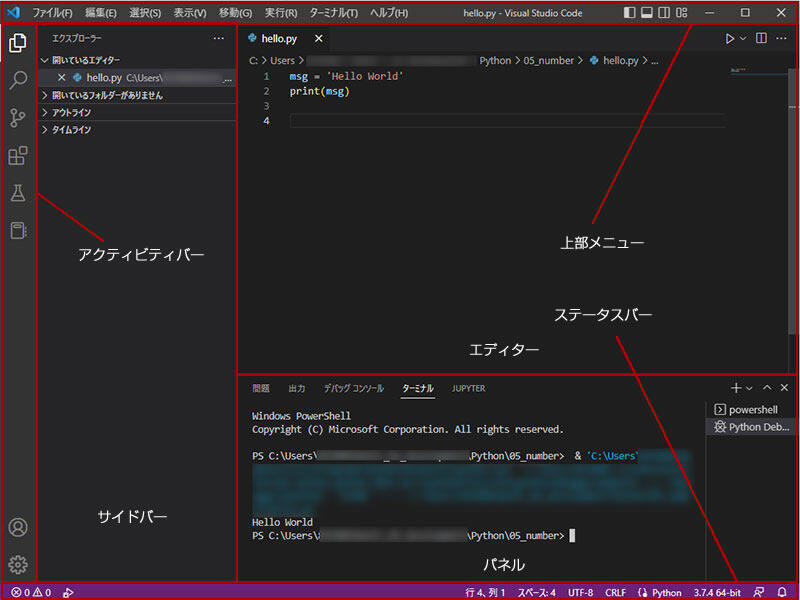 ファイル(F) 編集(E) 選択(S) 表示(V) 移動(G) 実行(R) ターミナル(T) ヘルプ(H) hello.py - Visual Studio Code
エクスプローラー ...
開いているエディター
hello.py C:\Users\ ...
開いているフォルダーがありません
アウトライン
タイムライン
アクティビティバー
サイドバー
hello.py
C: > Users > Python > 05_number > hello.py > ...
1 msg = 'Hello World'
2 print(msg)
3
4
上部メニュー
ステータスバー
エディター
問題 出力 デバッグ コンソール ターミナル JUPYTER
powershell
Python Deb...
Windows PowerShell
Copyright (C) Microsoft Corporation. All rights reserved.
PS C:\Users\ \Python\05_number> & 'C:\Users\
Hello World
PS C:\Users\ \Python\05_number>
パネル
0 0 行 4、列 1 スペース: 4 UTF-8 CRLF Python 3.7.4 64-bit